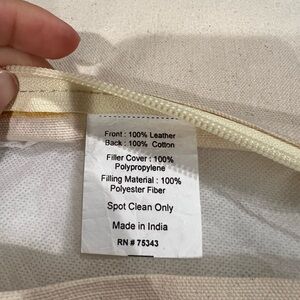 Front : 100% Leather
Back : 100% Cotton
Filler Cover : 100%
Polypropylene
Filling Material : 100%
Polyester Fiber
Spot Clean Only
Made in India
RN # 75343